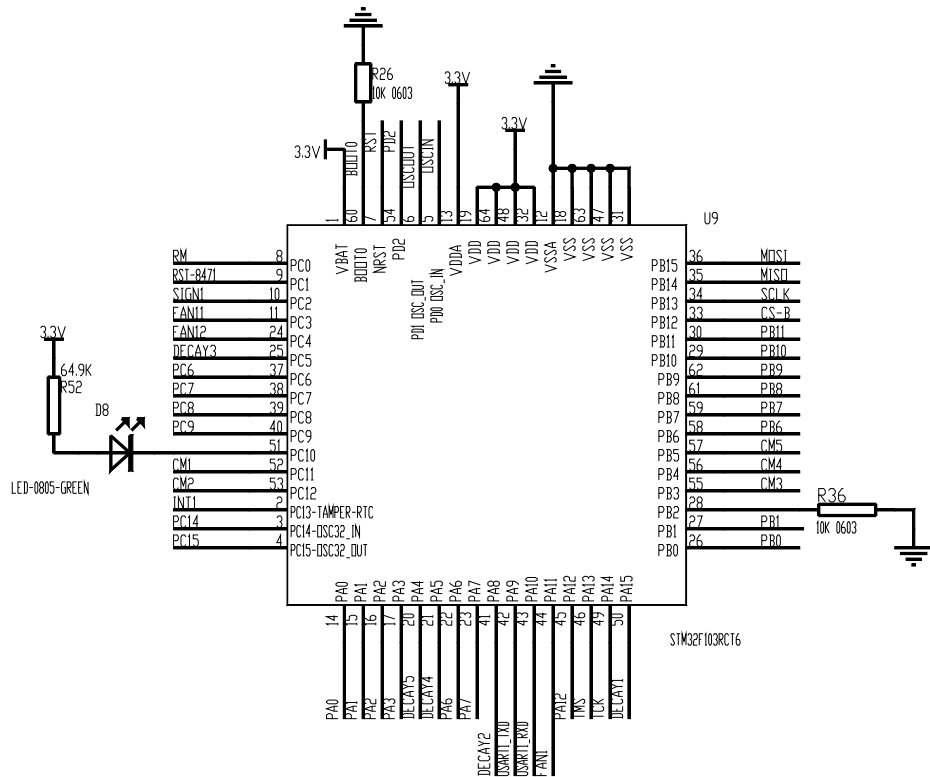 R26
10K 0603
3.3V
3.3V
3.3V
BOOT0
RST
PD2
OSCOUT
OSCIN
1
60
7
54
6
5
13
19
64
48
32
12
18
63
47
31
U9
VBAT
BOOT0
NRST
PD2
PD1 OSC_OUT
PD0 OSC_IN
VDDA
VDD
VDD
VDD
VDD
VSSA
VSS
VSS
VSS
VSS
RM 8 PC0
RST-8471 9 PC1
SIGN1 10 PC2
FAN11 11 PC3
FAN12 24 PC4
DECAY3 25 PC5
PC6 37 PC6
PC7 38 PC7
PC8 39 PC8
PC9 40 PC9
51 PC10
CM1 52 PC11
CM2 53 PC12
INT1 2 PC13-TAMPER-RTC
PC14 3 PC14-OSC32_IN
PC15 4 PC15-OSC32_OUT
3.3V
64.9K
R52
D8
LED-0805-GREEN
PB15 36 MOSI
PB14 35 MISO
PB13 34 SCLK
PB12 33 CS-B
PB11 30 PB11
PB10 29 PB10
PB9 62 PB9
PB8 61 PB8
PB7 59 PB7
PB6 58 PB6
PB5 57 CM5
PB4 56 CM4
PB3 55 CM3
PB2 28
PB1 27 PB1
PB0 26 PB0
R36
10K 0603
PA0
PA1
PA2
PA3
PA4
PA5
PA6
PA7
PA8
PA9
PA10
PA11
PA12
PA13
PA14
PA15
14
15
16
17
20
21
22
23
41
42
43
44
45
46
49
50
STM32F103RCT6
PA0
PA1
PA2
PA3
DECAY5
DECAY4
PA6
PA7
DECAY2
USART1_TXD
USART1_RXD
FAN1
PA12
TMS
TCK
DECAY1